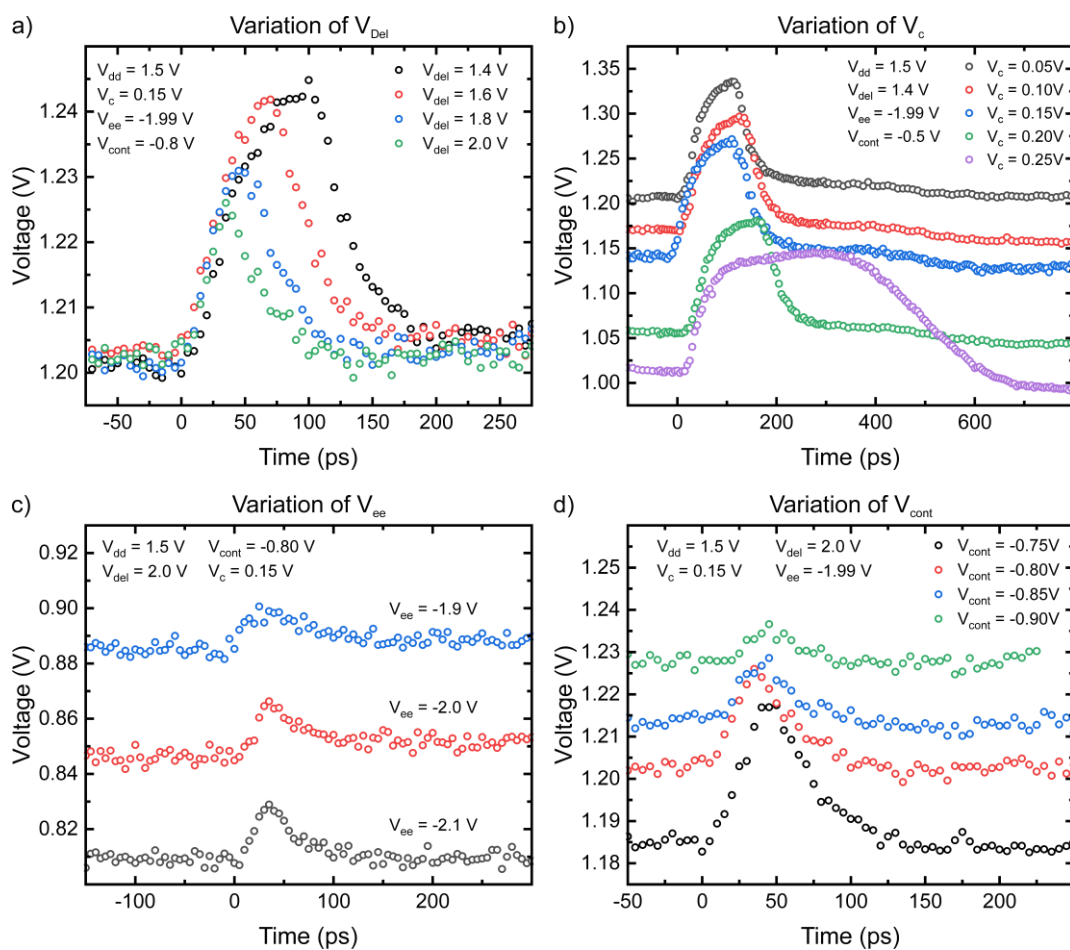 a)
Variation of V_Del
V_dd = 1.5 V
V_c = 0.15 V
V_ee = -1.99 V
V_cont = -0.8 V
V_del = 1.4 V
V_del = 1.6 V
V_del = 1.8 V
V_del = 2.0 V
1.24
1.23
1.22
1.21
1.20
Voltage (V)
-50 0 50 100 150 200 250
Time (ps)
b)
Variation of V_c
V_dd = 1.5 V
V_del = 1.4 V
V_ee = -1.99 V
V_cont = -0.5 V
V_c = 0.05V
V_c = 0.10V
V_c = 0.15V
V_c = 0.20V
V_c = 0.25V
1.35
1.30
1.25
1.20
1.15
1.10
1.05
1.00
Voltage (V)
0 200 400 600
Time (ps)
c)
Variation of V_ee
V_dd = 1.5 V V_cont = -0.80 V
V_del = 2.0 V V_c = 0.15 V
V_ee = -1.9 V
V_ee = -2.0 V
V_ee = -2.1 V
0.92
0.90
0.88
0.86
0.84
0.82
Voltage (V)
-100 0 100 200
Time (ps)
d)
Variation of V_cont
V_dd = 1.5 V V_del = 2.0 V
V_c = 0.15 V V_ee = -1.99 V
V_cont = -0.75V
V_cont = -0.80V
V_cont = -0.85V
V_cont = -0.90V
1.25
1.24
1.23
1.22
1.21
1.20
1.19
1.18
Voltage (V)
-50 0 50 100 150 200
Time (ps)